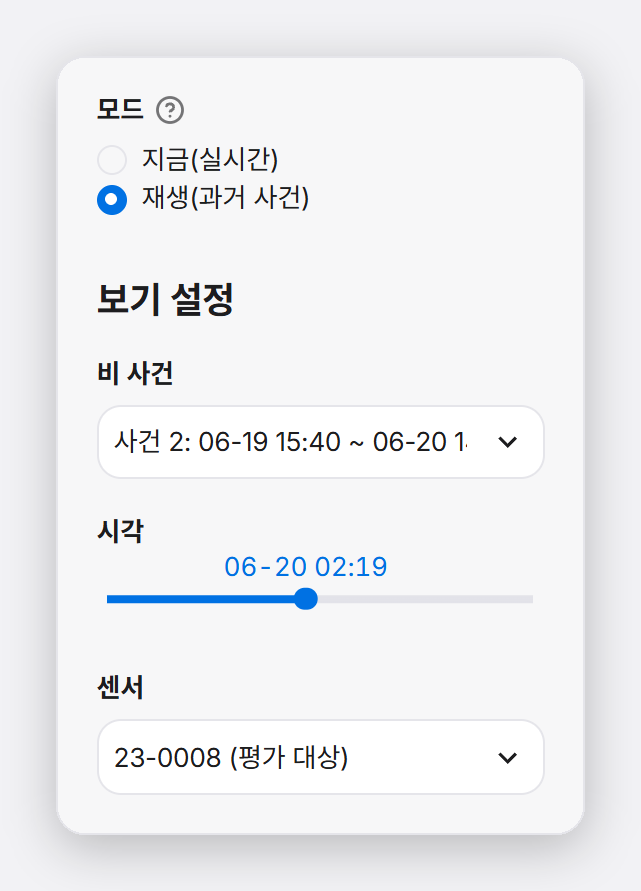 모드 ?
지금(실시간)
재생(과거 사건)
보기 설정
비 사건
사건 2: 06-19 15:40 ~ 06-20 1
시각
06-20 02:19
센서
23-0008 (평가 대상)